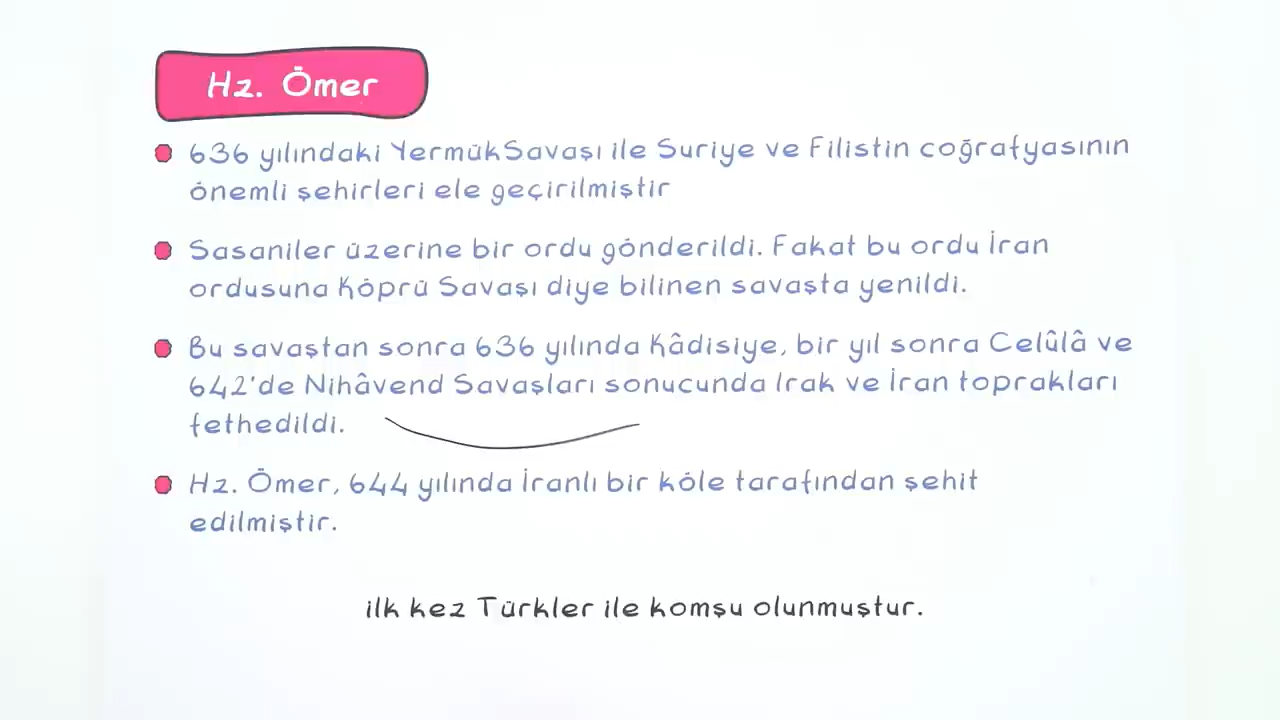 Hz. Ömer
636 yılındaki Yermük Savaşı ile Suriye ve Filistin coğrafyasının
önemli şehirleri ele geçirilmiştir
Sasaniler üzerine bir ordu gönderildi. Fakat bu ordu İran
ordusuna Köprü Savaşı diye bilinen savaşta yenildi.
Bu savaştan sonra 636 yılında Kâdisiye, bir yıl sonra Celûlâ ve
642'de Nihâvend Savaşları sonucunda Irak ve İran toprakları
fethedildi.
Hz. Ömer, 644 yılında İranlı bir köle tarafından şehit
edilmiştir.
ilk kez Türkler ile komşu olunmuştur.